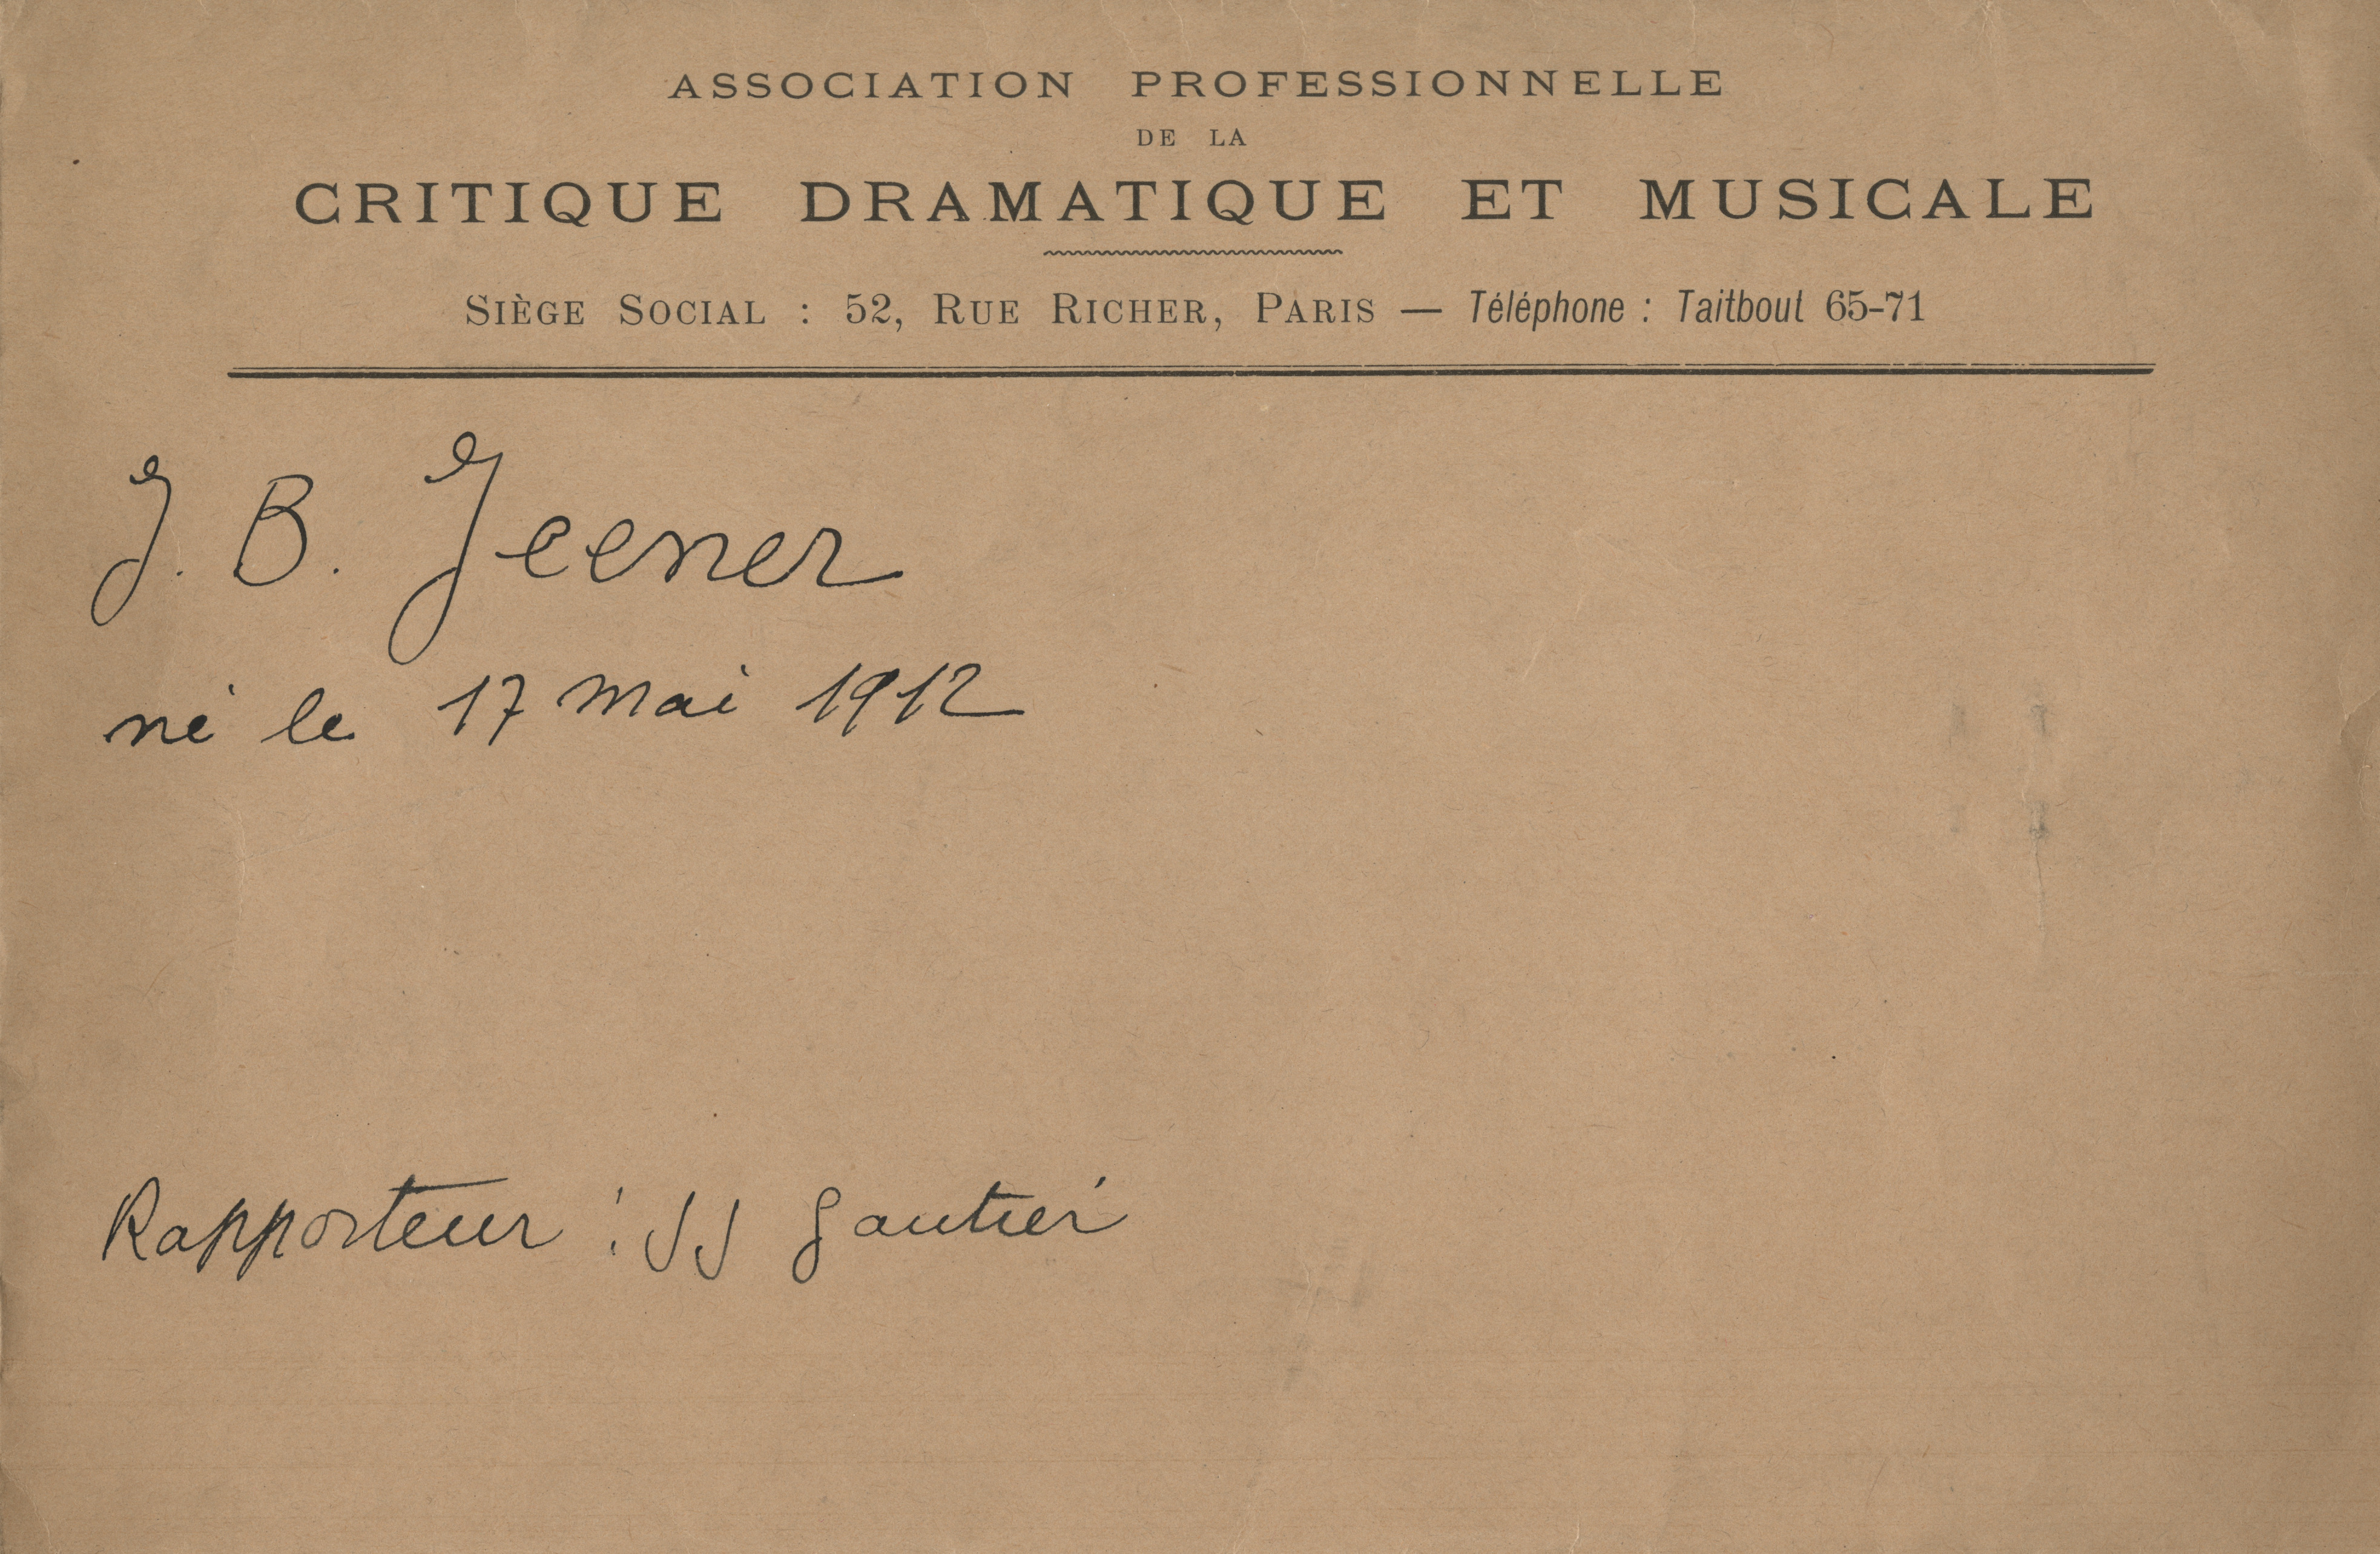 ASSOCIATION PROFESSIONNELLE
DE LA
CRITIQUE DRAMATIQUE ET MUSICALE
SIÈGE SOCIAL : 52, RUE RICHER, PARIS — Téléphone : Taitbout 65-71
J. B. Jeener
né le 17 mai 1912
Rapporteur : JJ Gautier